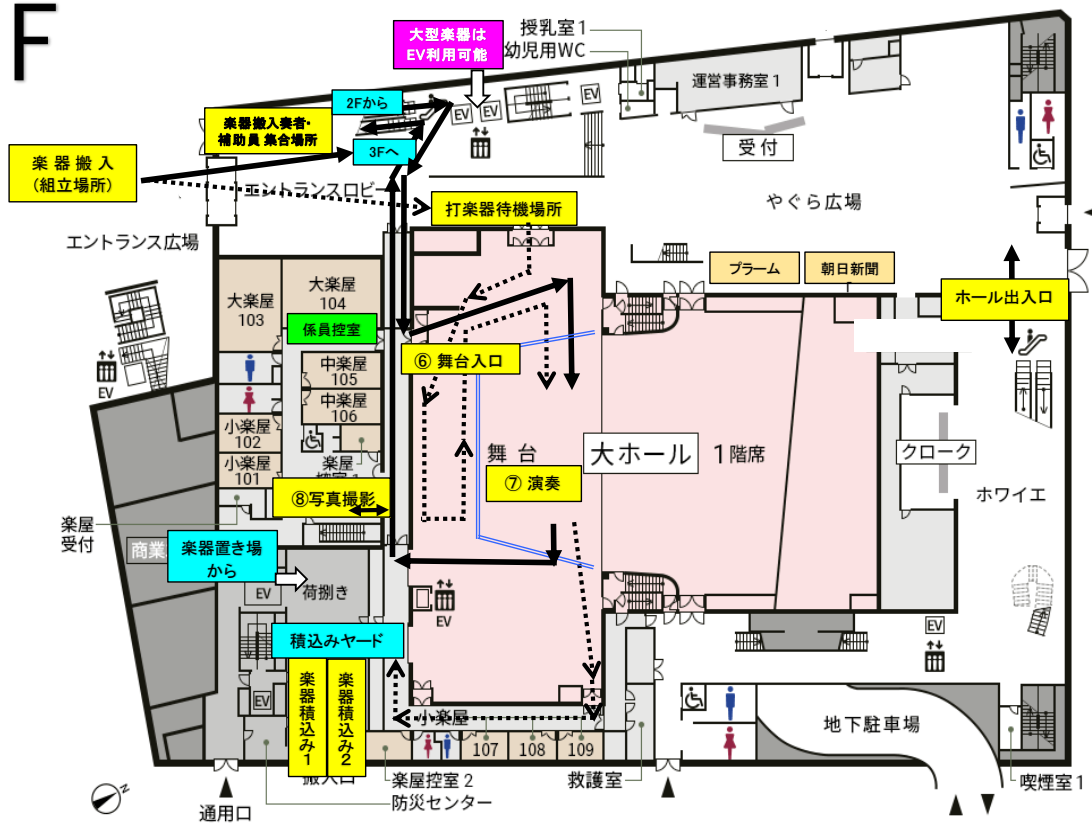 F
大型楽器は
EV利用可能
授乳室1
幼児用WC
運営事務室1
2Fから
EV
EV
EV
楽器搬入奏者・
補助員 集合場所
3Fへ
受付
楽器搬入
(組立場所)
エントランスロビー
打楽器待機場所
やぐら広場
エントランス広場
プラーム
朝日新聞
ホール出入口
大楽屋
103
大楽屋
104
係員控室
⑥ 舞台入口
中楽屋
105
中楽屋
106
EV
小楽屋
102
小楽屋
101
楽屋
舞台
大ホール 1階席
クローク
⑦ 演奏
⑧写真撮影
ホワイエ
楽屋
受付
商業
楽器置き場
から
EV
荷捌き
EV
EV
積込みヤード
楽器積込み1
楽器積込み2
EV
小楽屋
107
108
109
地下駐車場
搬入口
楽屋控室2
防災センター
救護室
喫煙室1
通用口
N